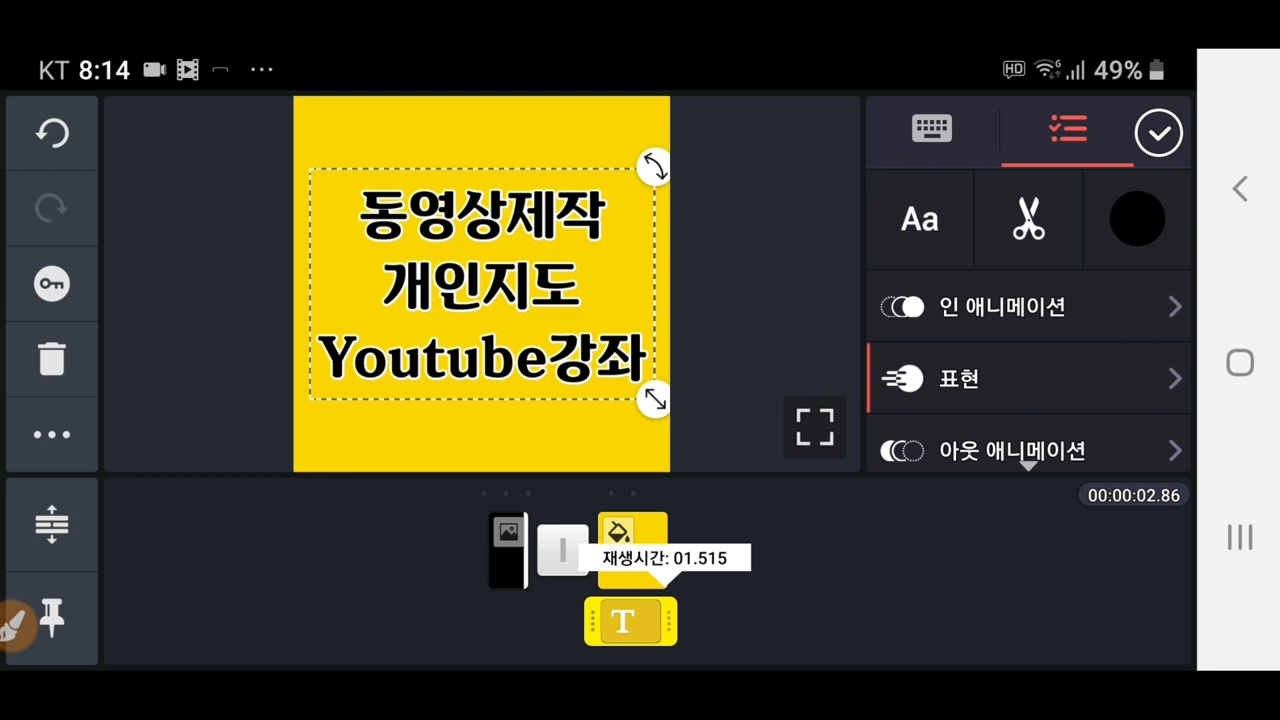 KT 8:14
HD 49%
동영상제작
개인지도
Youtube강좌
Aa
인 애니메이션
표현
아웃 애니메이션
00:00:02.86
재생시간: 01.515
T